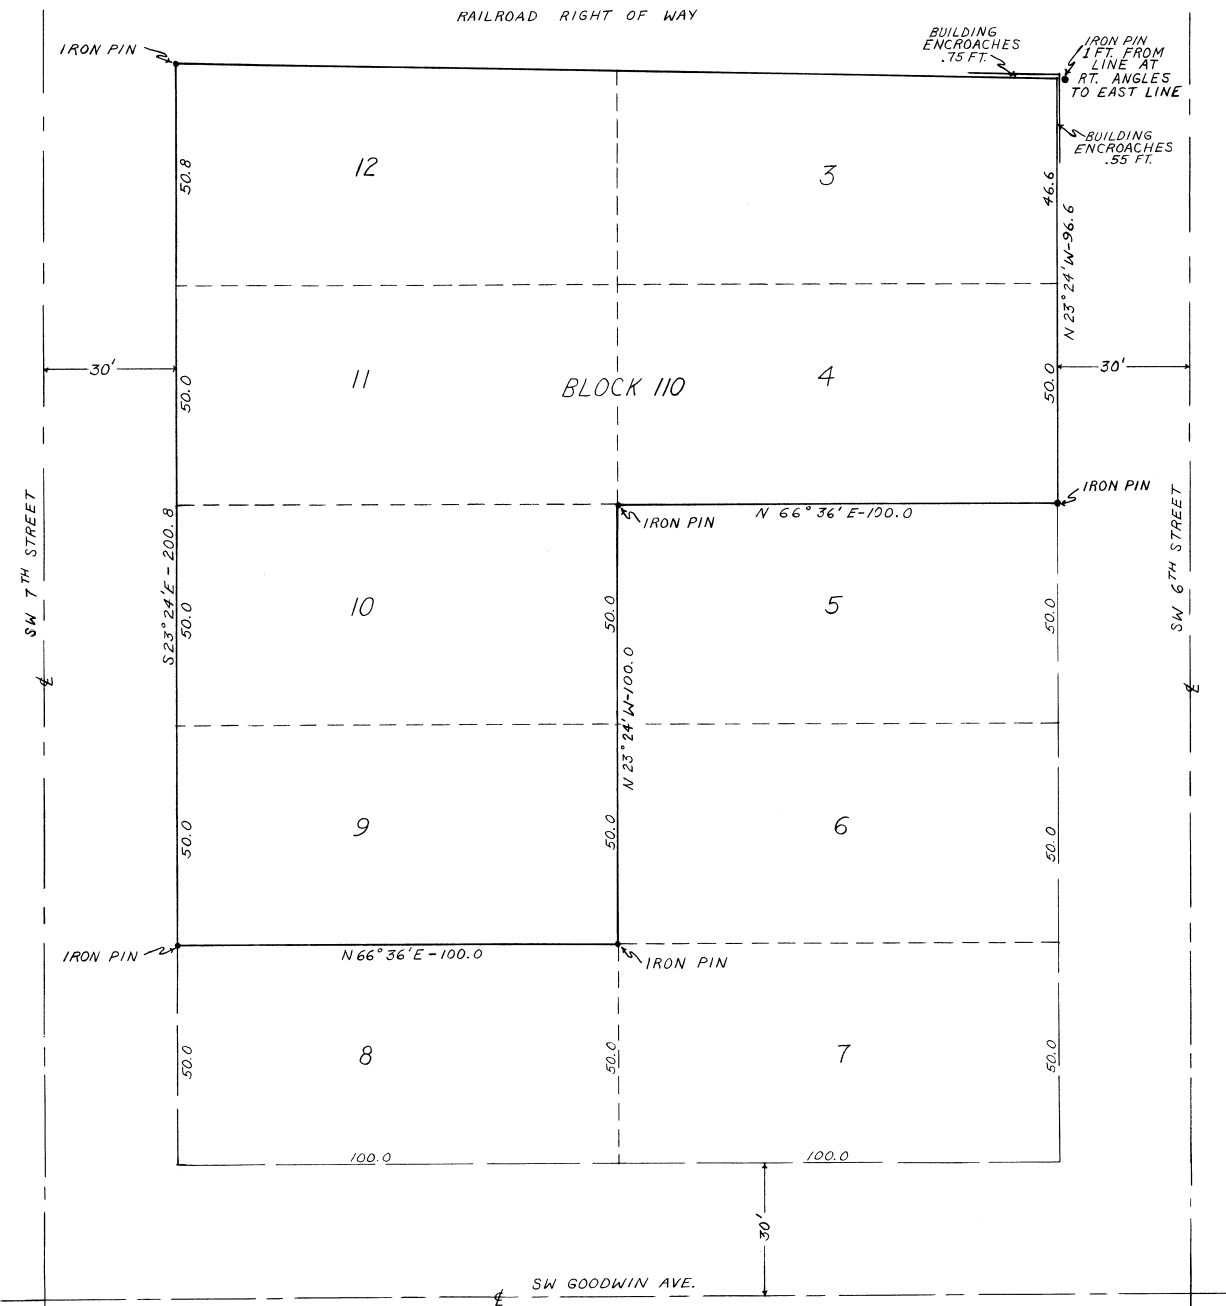 RAILROAD RIGHT OF WAY
IRON PIN
BUILDING
ENCROACHES
.75 FT.
IRON PIN
1 FT. FROM
LINE AT
RT. ANGLES
TO EAST LINE
BUILDING
ENCROACHES
.55 FT.
12
3
50.8
46.6
N 23° 24' W-96.6
30'
11
BLOCK 110
4
30'
50.0
50.0
SW 7TH STREET
SW 6TH STREET
IRON PIN
IRON PIN
N 66° 36' E-100.0
S 23° 24' E - 200.8
10
5
50.0
50.0
50.0
N 23° 24' W-100.0
9
6
50.0
50.0
50.0
IRON PIN
N 66° 36' E-100.0
IRON PIN
8
7
50.0
50.0
50.0
100.0
100.0
30'
SW GOODWIN AVE.